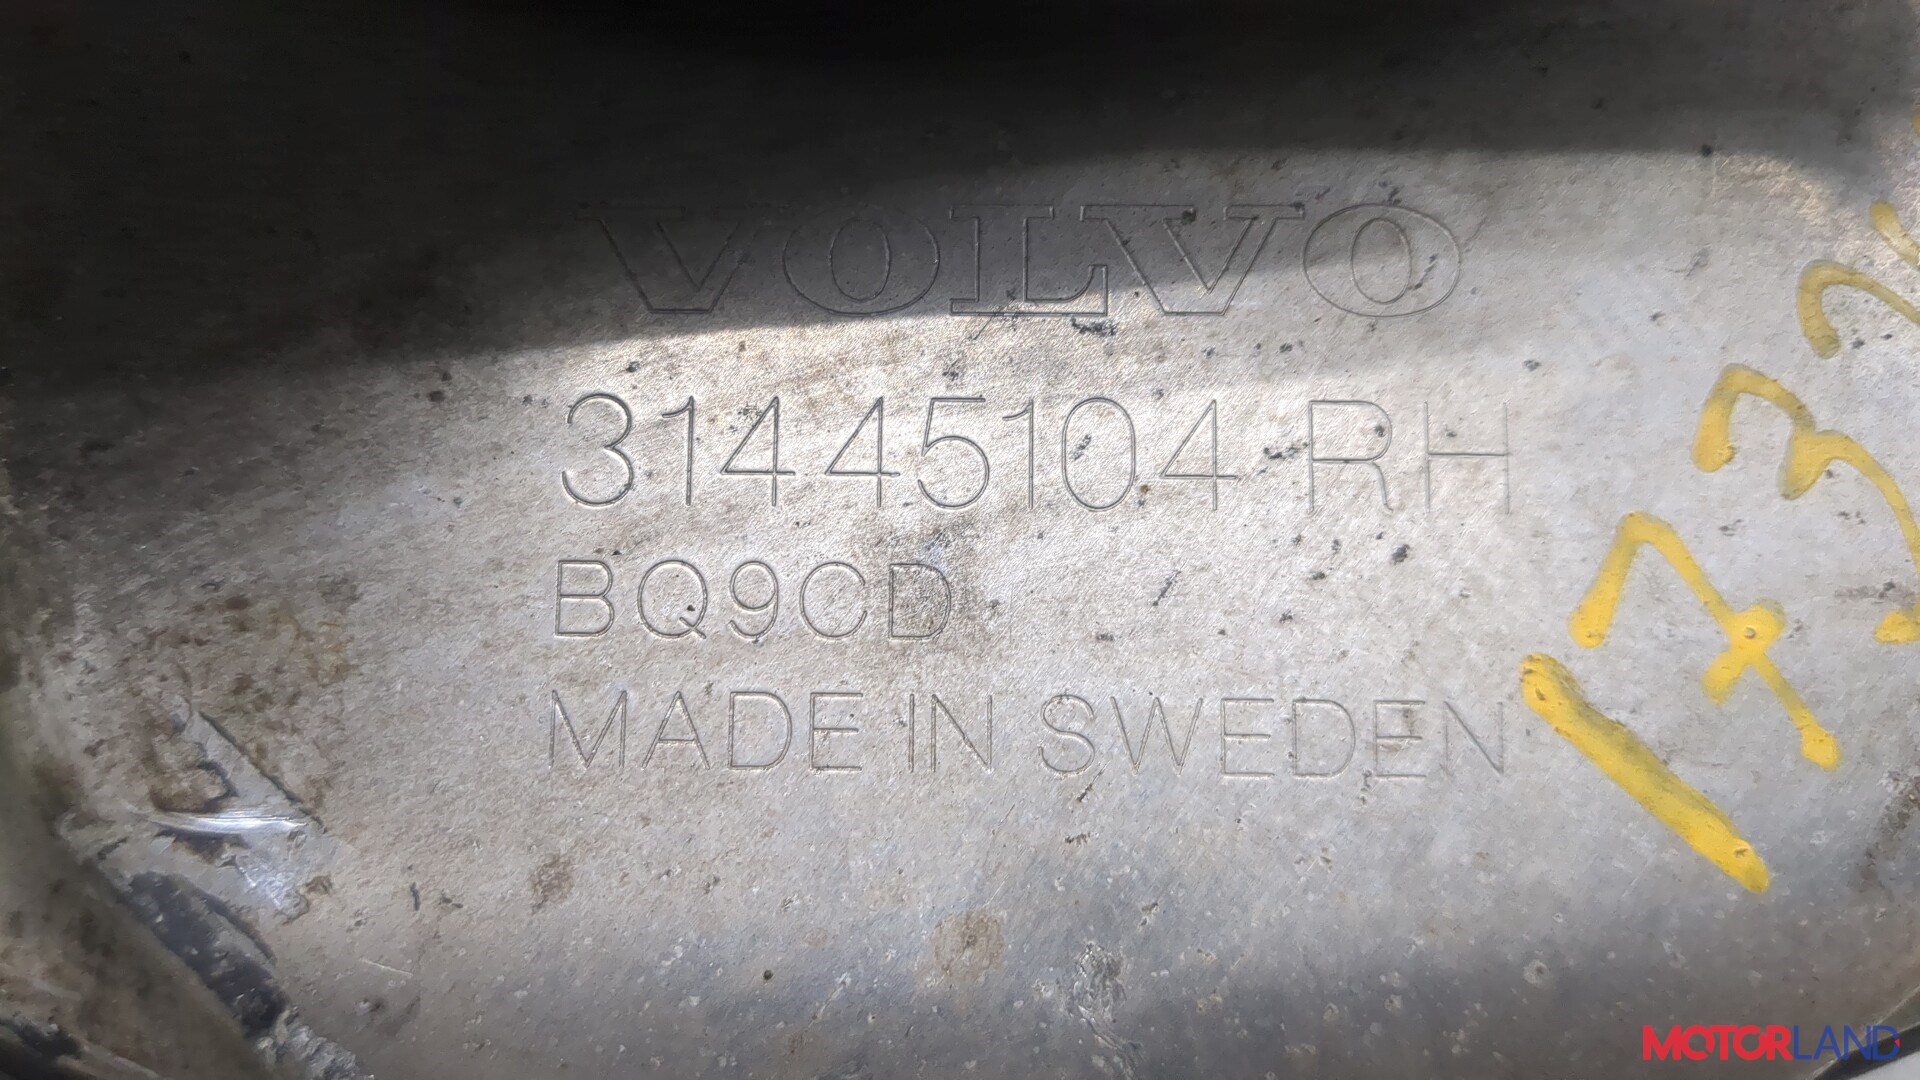 VOLVO
31445104 RH
BQ9CD
MADE IN SWEDEN
MOTORLAND